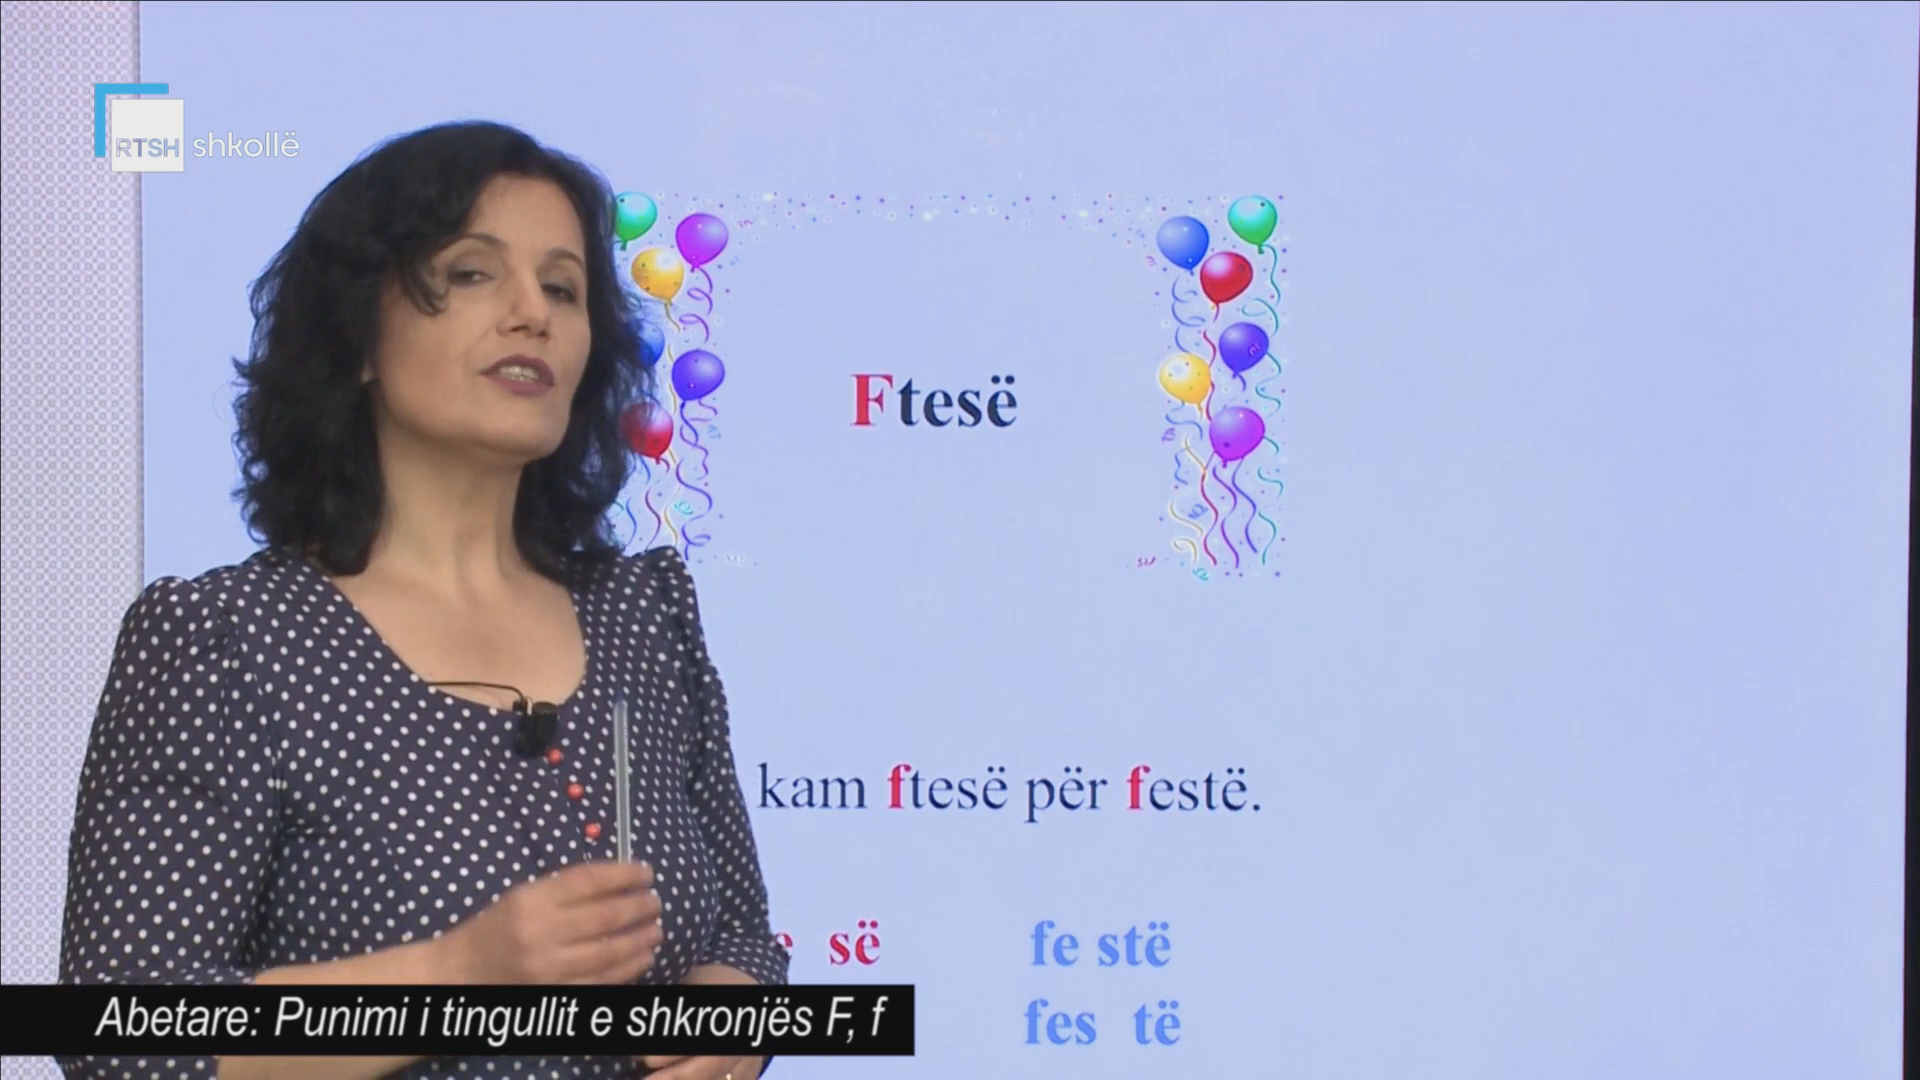 RTSH shkollë
Ftesë
kam ftesë për festë.
së fe stë
fes të
Abetare: Punimi i tingullit e shkronjës F, f